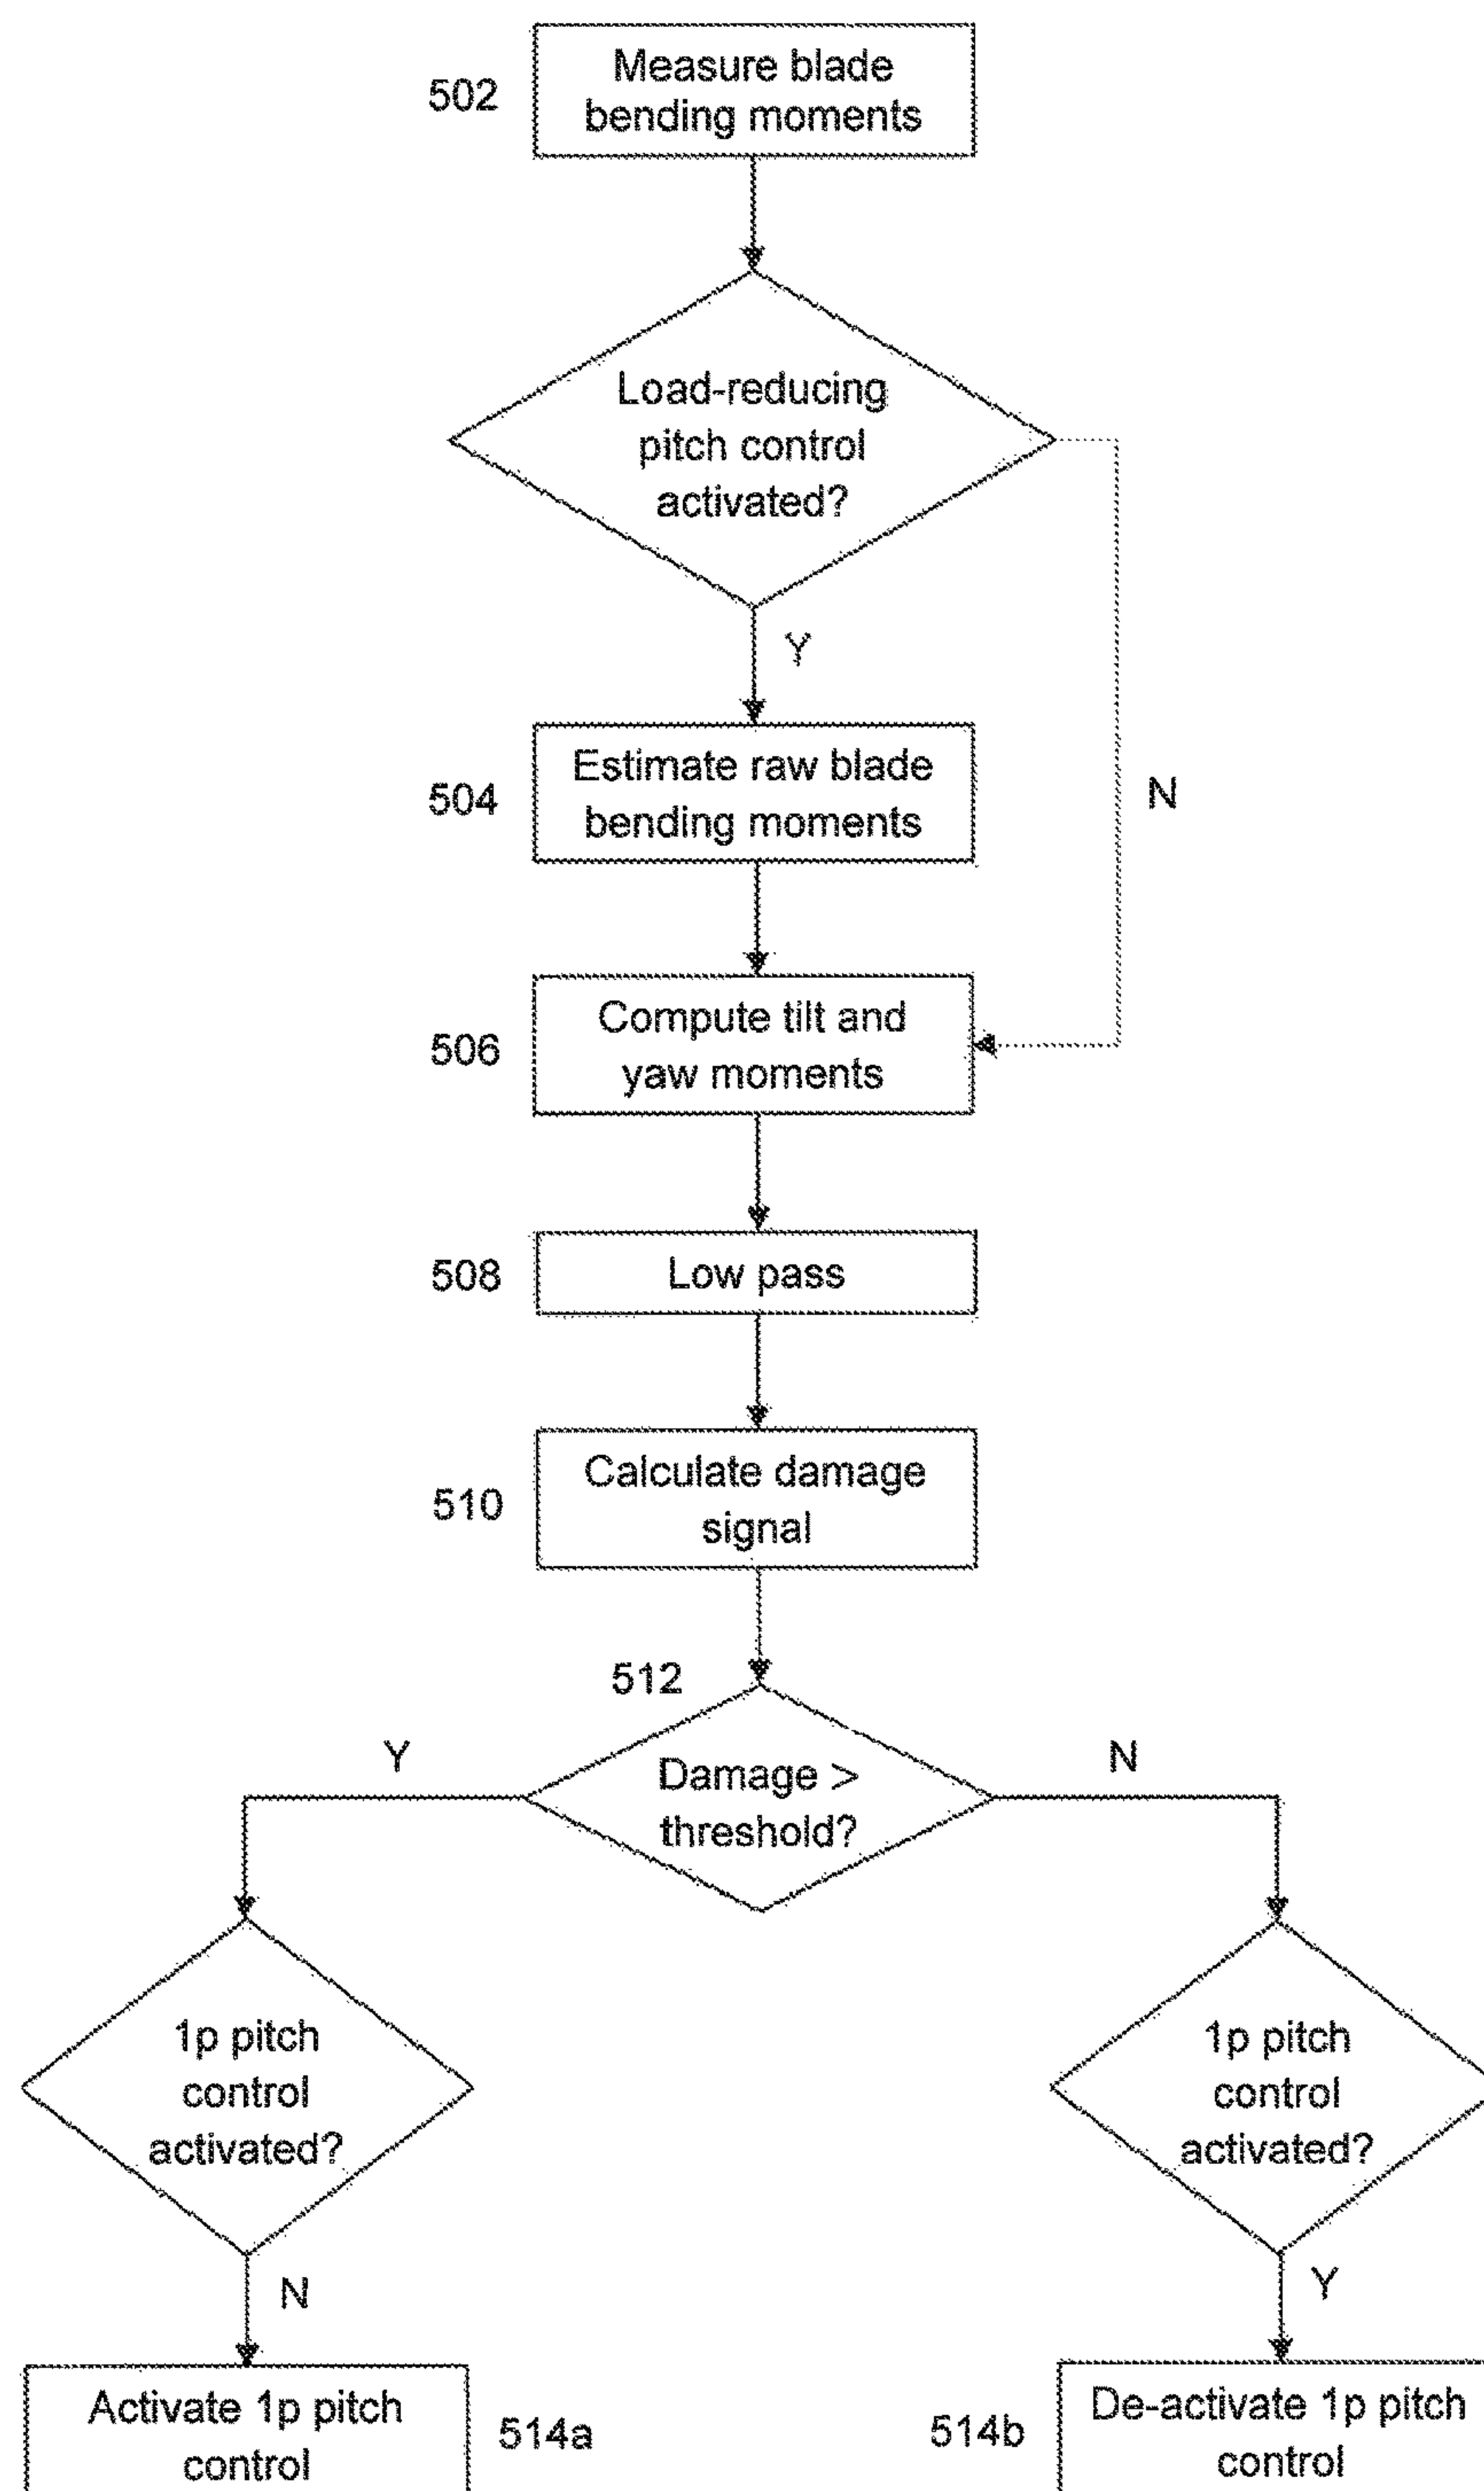 502
Measure blade
bending moments
Load-reducing
pitch control
activated?
Y
N
504
Estimate raw blade
bending moments
506
Compute tilt and
yaw moments
508
Low pass
510
Calculate damage
signal
512
Damage >
threshold?
Y
N
1p pitch
control
activated?
1p pitch
control
activated?
N
Y
Activate 1p pitch
control
514a
514b
De-activate 1p pitch
control